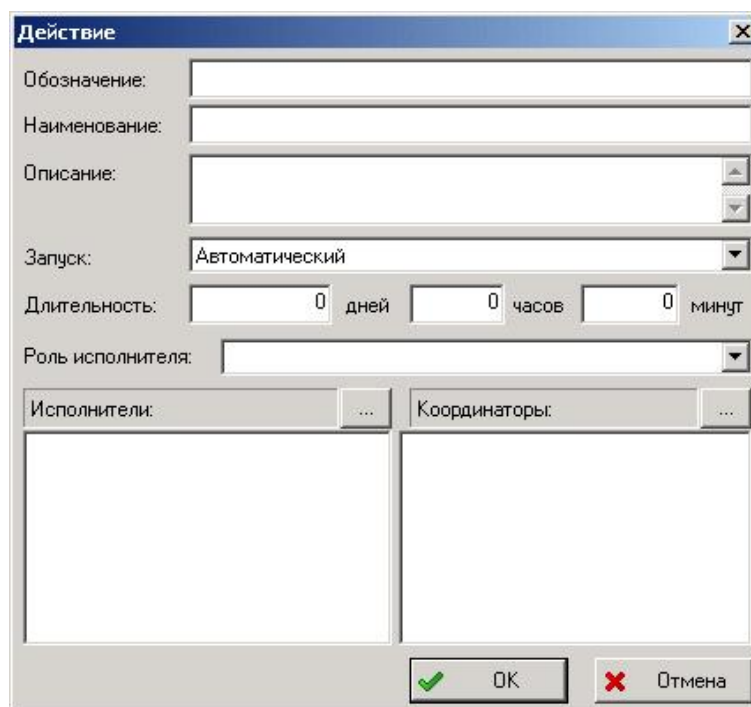 Действие
Обозначение:
Наименование:
Описание:
Запуск: Автоматический
Длительность: 0 дней 0 часов 0 минут
Роль исполнителя:
Исполнители: ... Координаторы: ...
OK Отмена